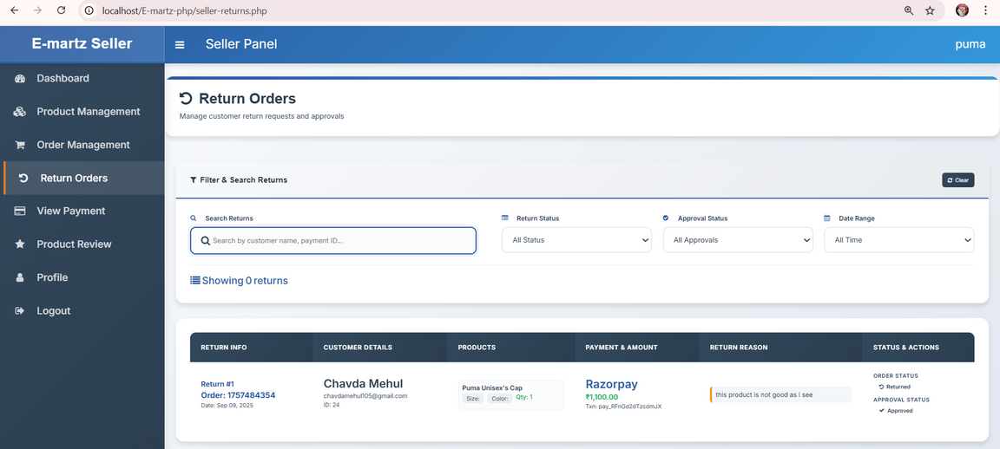 localhost/E-martz-php/seller-returns.php
E-martz Seller
Seller Panel
puma
Dashboard
Product Management
Order Management
Return Orders
View Payment
Product Review
Profile
Logout
Return Orders
Manage customer return requests and approvals
Filter & Search Returns
Clear
Search Returns
Return Status
Approval Status
Date Range
Search by customer name, payment ID...
All Status
All Approvals
All Time
Showing 0 returns
RETURN INFO
CUSTOMER DETAILS
PRODUCTS
PAYMENT & AMOUNT
RETURN REASON
STATUS & ACTIONS
Return #1
Order: 1757484354
Date: Sep 09, 2025
Chavda Mehul
chavdamehul105@gmail.com
ID: 24
Puma Unisex's Cap
Size: Color: Qty: 1
Razorpay
₹1,100.00
Txn: pay_RFnGd2dTzcdmJX
this product is not good as i see
ORDER STATUS
Returned
APPROVAL STATUS
Approved